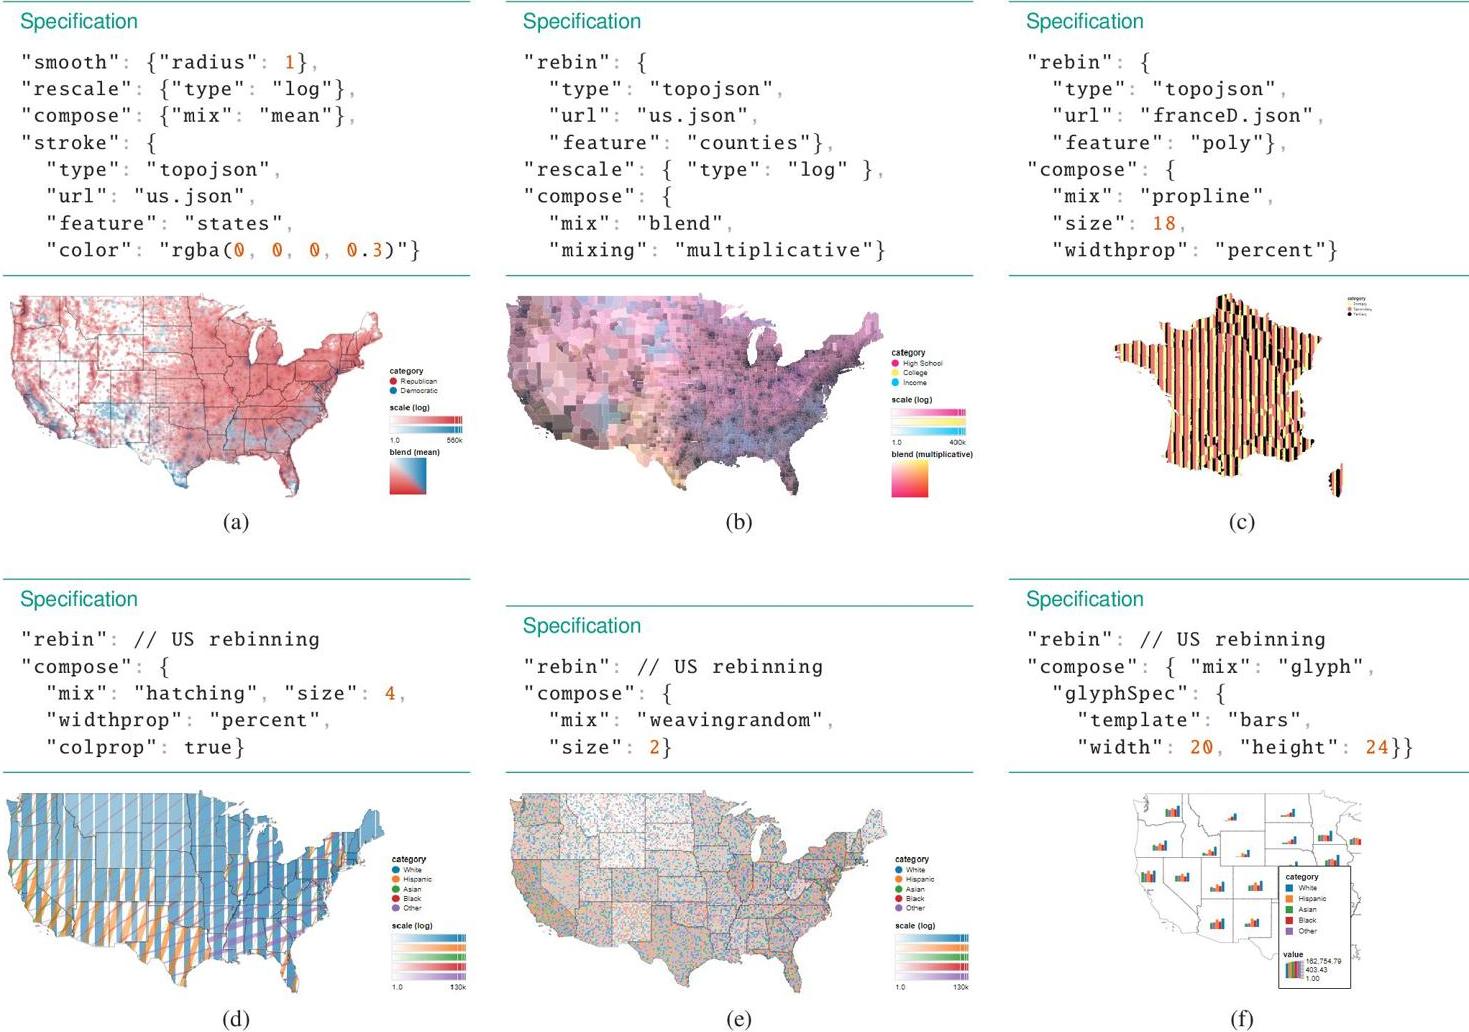 Specification
"smooth": {"radius": 1},
"rescale": {"type": "log"},
"compose": {"mix": "mean"},
"stroke": {
"type": "topojson",
"url": "us.json",
"feature": "states",
"color": "rgba(0, 0, 0, 0.3)"}
category
Republican
Democratic
scale (log)
1.0 560k
blend (mean)
(a)
Specification
"rebin": {
"type": "topojson",
"url": "us.json",
"feature": "counties"},
"rescale": { "type": "log" },
"compose": {
"mix": "blend",
"mixing": "multiplicative"}
category
High School
College
Income
scale (log)
1.0 400k
blend (multiplicative)
(b)
Specification
"rebin": {
"type": "topojson",
"url": "franceD.json",
"feature": "poly"},
"compose": {
"mix": "propline",
"size": 18,
"widthprop": "percent"}
category
Primary
Secondary
Tertiary
(c)
Specification
"rebin": // US rebinning
"compose": {
"mix": "hatching", "size": 4,
"widthprop": "percent",
"colprop": true}
category
White
Hispanic
Asian
Black
Other
scale (log)
1.0 130k
(d)
Specification
"rebin": // US rebinning
"compose": {
"mix": "weavingrandom",
"size": 2}
category
White
Hispanic
Asian
Black
Other
scale (log)
1.0 130k
(e)
Specification
"rebin": // US rebinning
"compose": { "mix": "glyph",
"glyphSpec": {
"template": "bars",
"width": 20, "height": 24}}
category
White
Hispanic
Asian
Black
Other
value
162,754.79
403.43
1.00
(f)